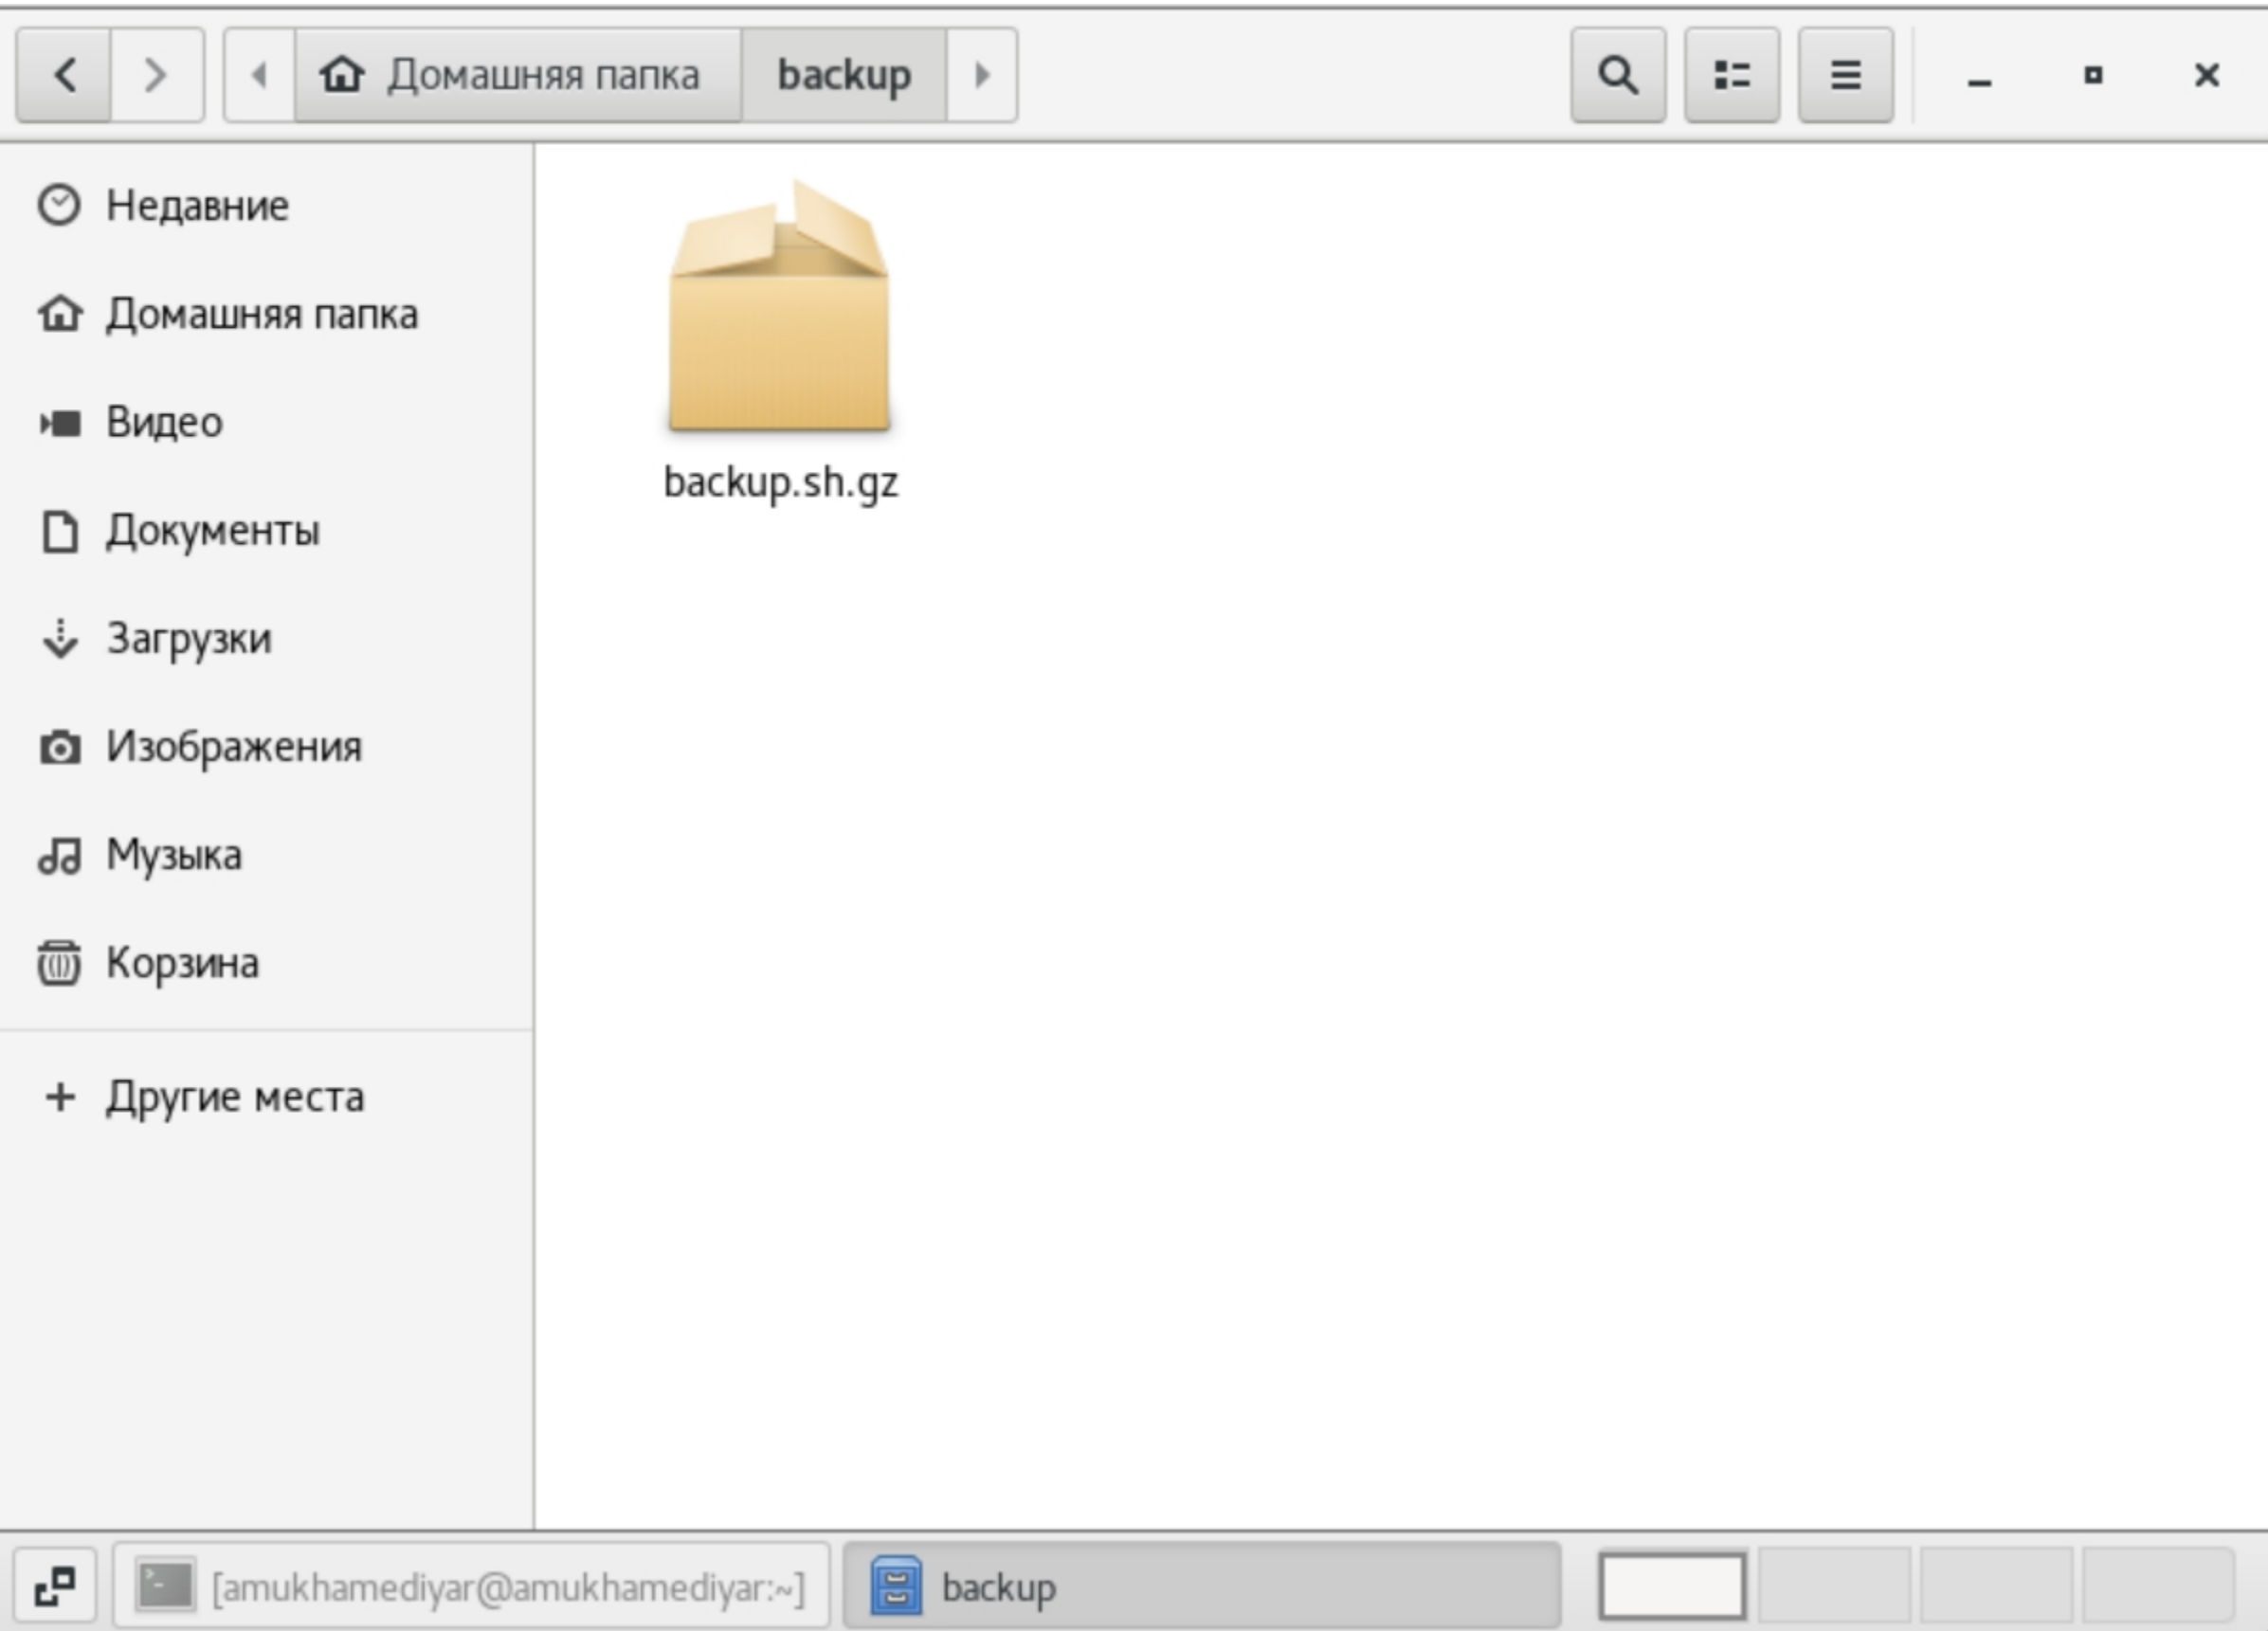 Домашняя папка
backup
Недавние
Домашняя папка
Видео
Документы
Загрузки
Изображения
Музыка
Корзина
Другие места
backup.sh.gz
[amukhamediyar@amukhamediyar:~]
backup